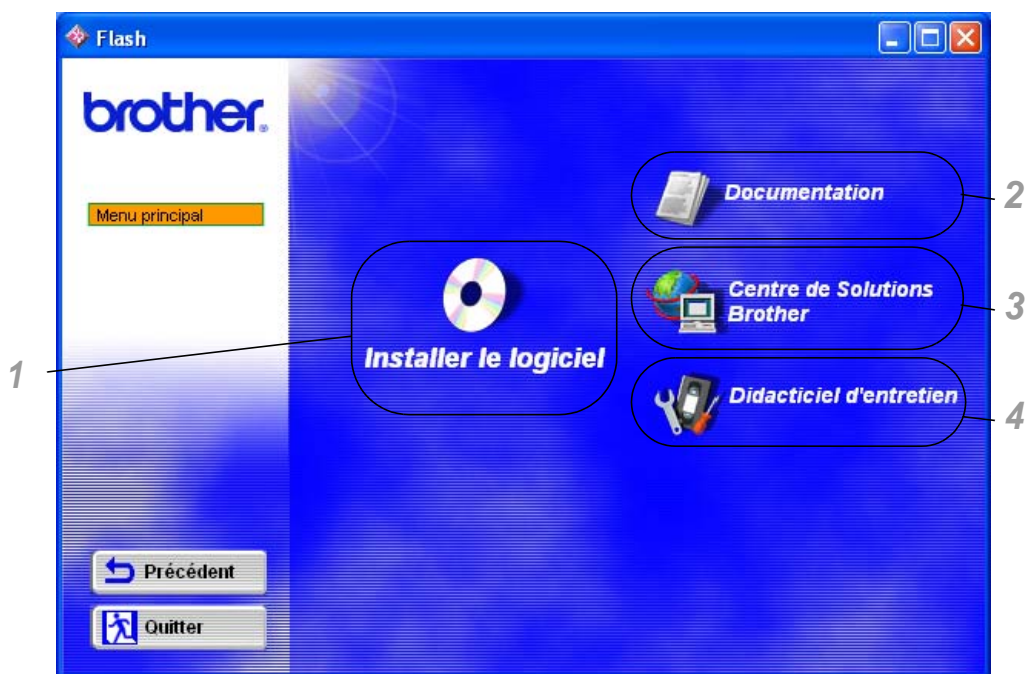 Flash
brother®
Menu principal
1
Installer le logiciel
Documentation
2
Centre de Solutions
Brother
3
Didacticiel d'entretien
4
Précédent
Quitter